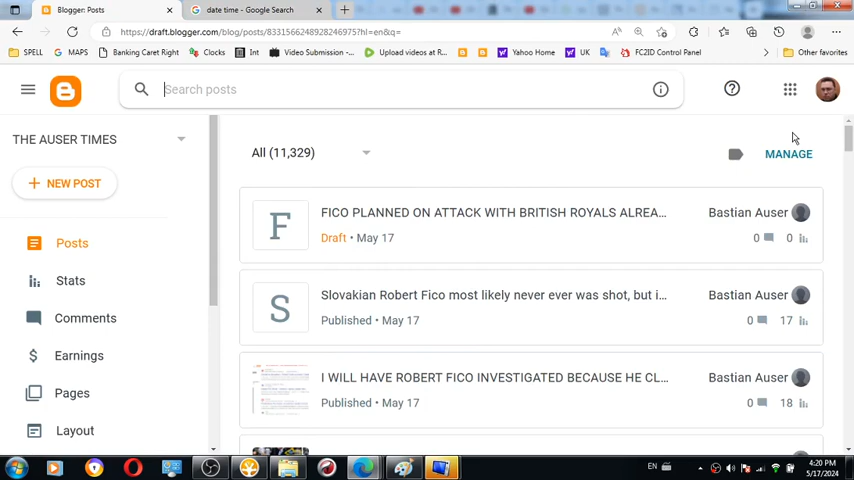 Blogger: Posts
date time - Google Search
https://draft.blogger.com/blog/posts/8331566248928246975?hl=en&q=
SPELL
MAPS
Banking Caret Right
Clocks
Int
Video Submission -...
Upload videos at R...
Yahoo Home
UK
FC2ID Control Panel
Other favorites
Search posts
THE AUSER TIMES
NEW POST
Posts
Stats
Comments
Earnings
Pages
Layout
All (11,329)
MANAGE
F
FICO PLANNED ON ATTACK WITH BRITISH ROYALS ALREA...
Bastian Auser
Draft • May 17
0 0
S
Slovakian Robert Fico most likely never ever was shot, but i...
Bastian Auser
Published • May 17
0 17
I WILL HAVE ROBERT FICO INVESTIGATED BECAUSE HE CL...
Bastian Auser
Published • May 17
0 18
EN
4:20 PM
5/17/2024